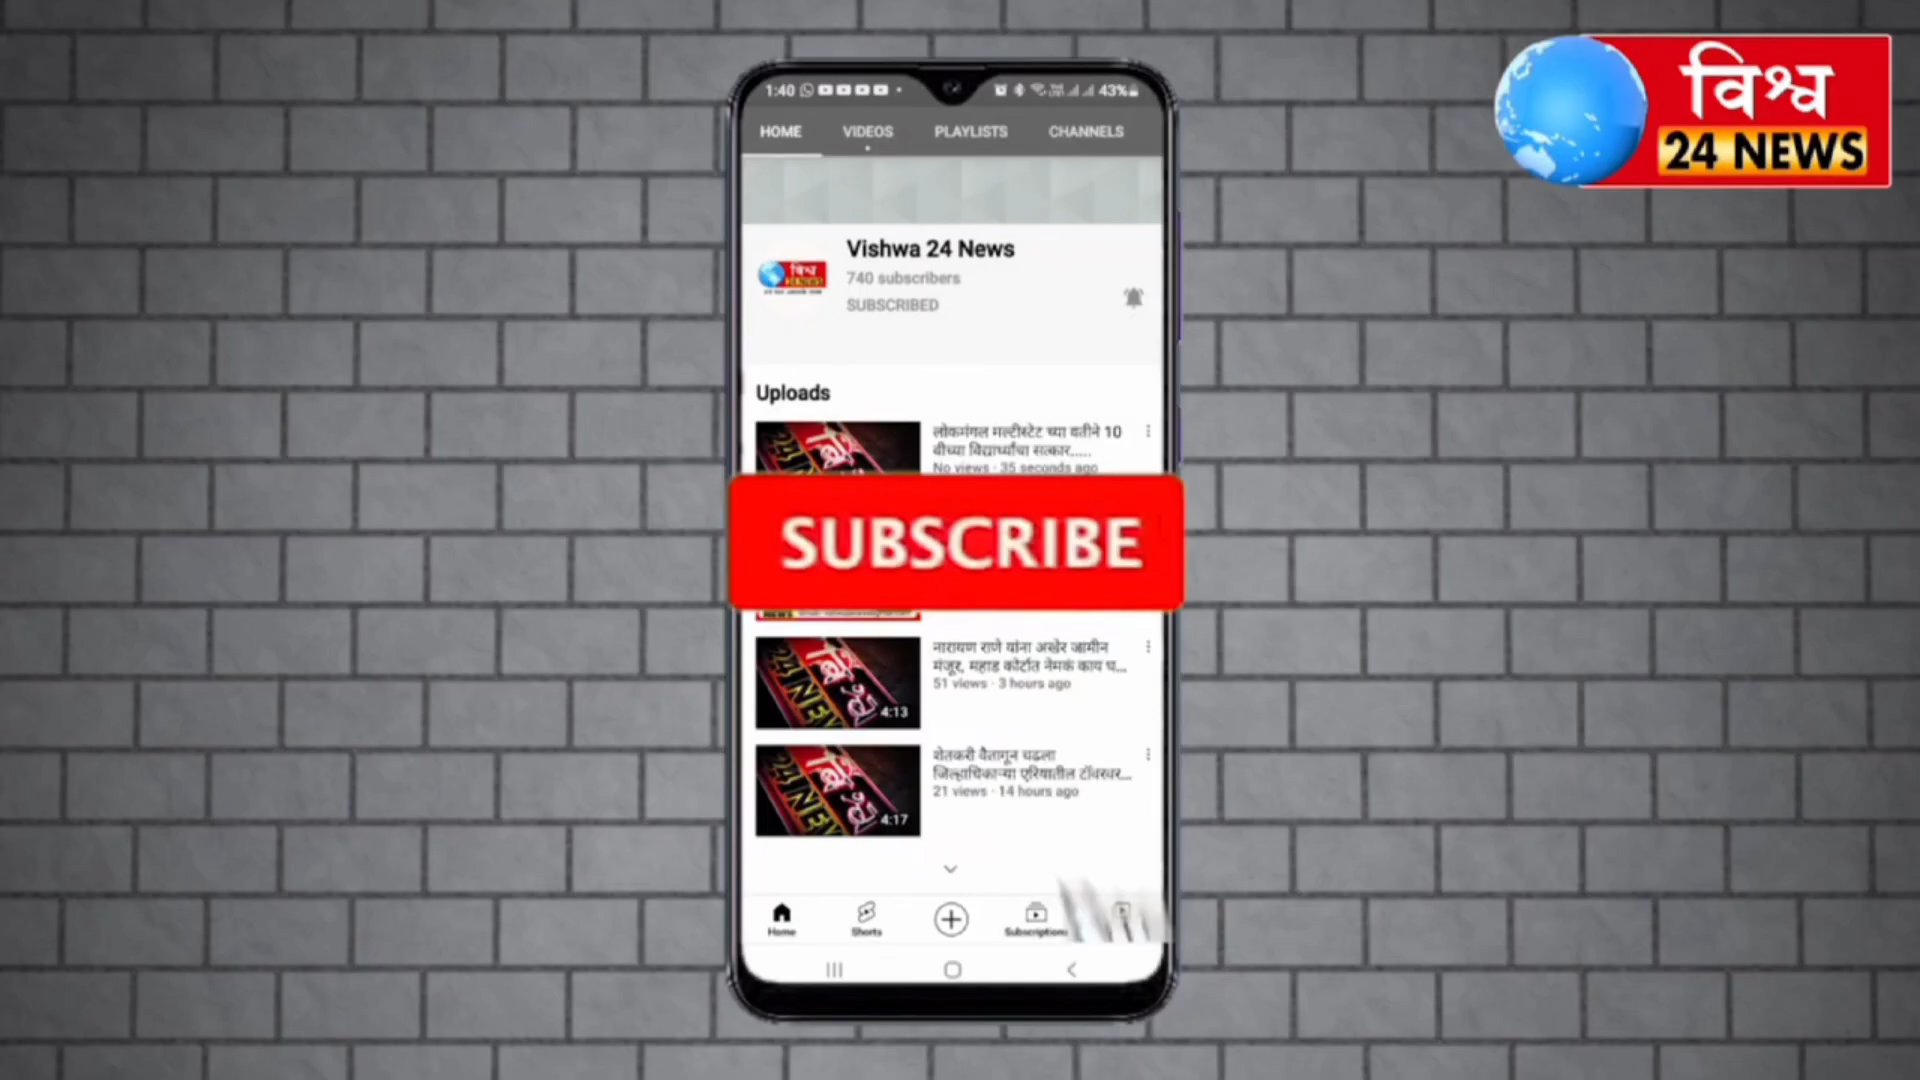 विश्व
24 NEWS
1:40
43%
HOME VIDEOS PLAYLISTS CHANNELS
Vishwa 24 News
740 subscribers
SUBSCRIBED
Uploads
लोकमंगल मल्टीस्टेट च्या वतीने 10
वीच्या विद्यार्थ्यांचा सत्कार.....
No views · 35 seconds ago
SUBSCRIBE
नारायण राणे यांना अखेर जामीन
मंजूर, महाड कोर्टात नेमकं काय घ...
51 views · 3 hours ago
4:13
शेतकरी वैतागून चढला
जिल्हाधिकाऱ्या एरियातील टॉवरवर...
21 views · 14 hours ago
4:17
Home Shorts Subscriptions